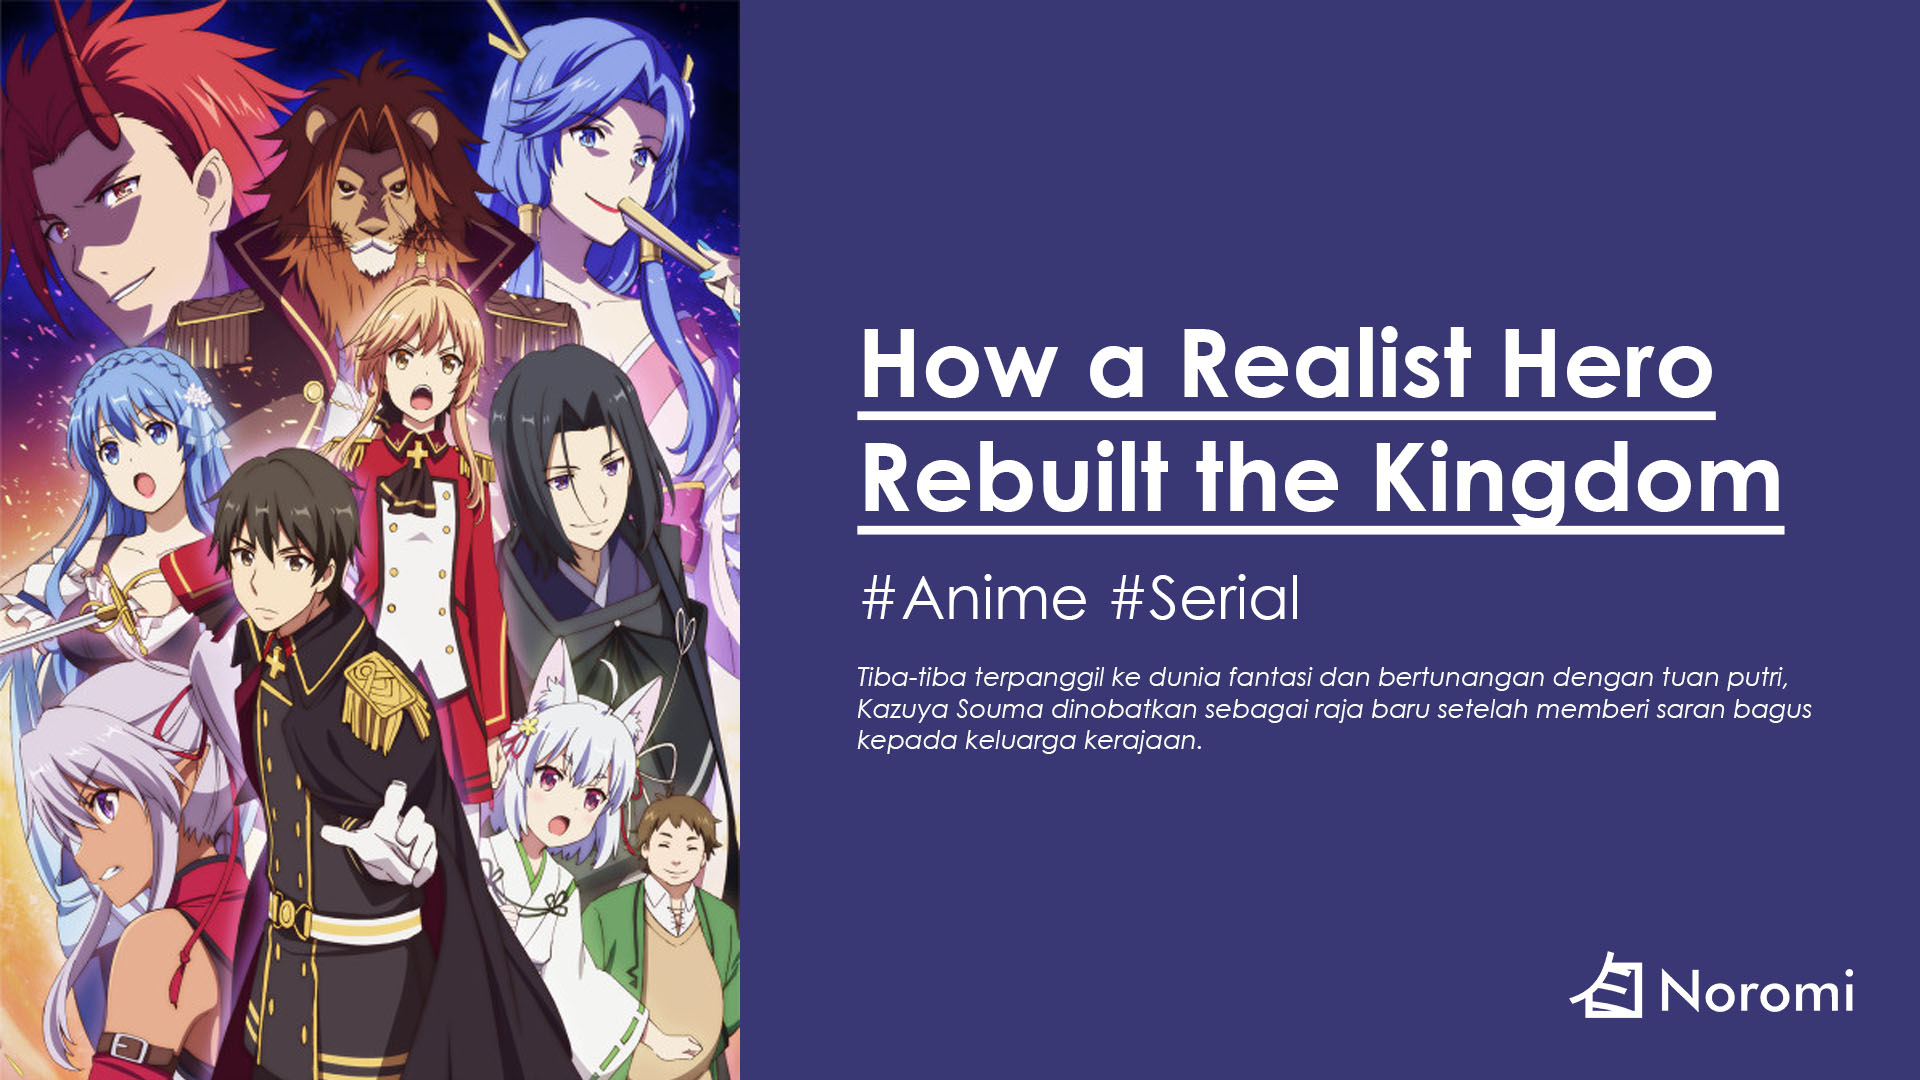 How a Realist Hero
Rebuilt the Kingdom
#Anime #Serial
Tiba-tiba terpanggil ke dunia fantasi dan bertunangan dengan tuan putri,
Kazuya Souma dinobatkan sebagai raja baru setelah memberi saran bagus
kepada keluarga kerajaan.
Noromi